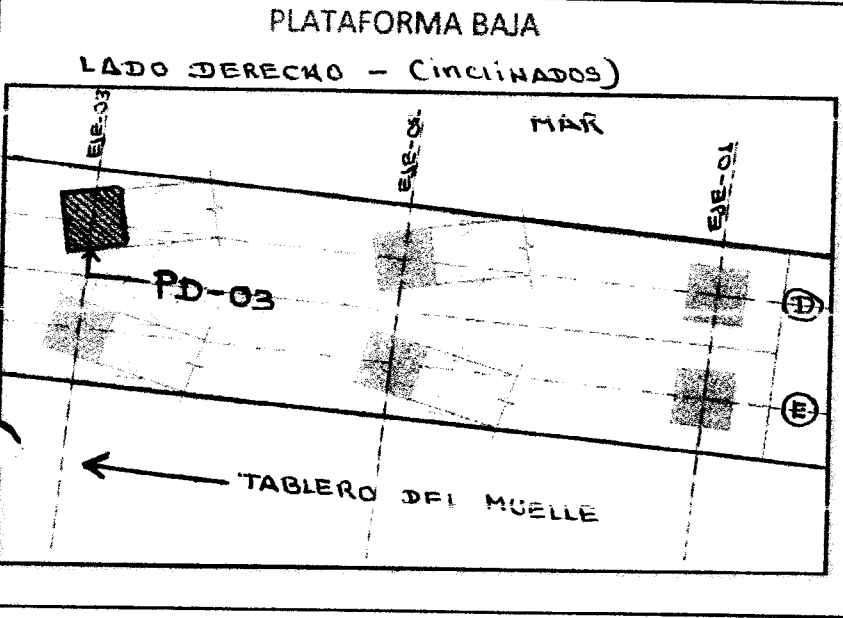 PLATAFORMA BAJA
LADO DERECHO - (inclinADOS)
MAR
EJE-03
EJE-02
EJE-01
PD-03
D
TABLERO DEL MUELLE